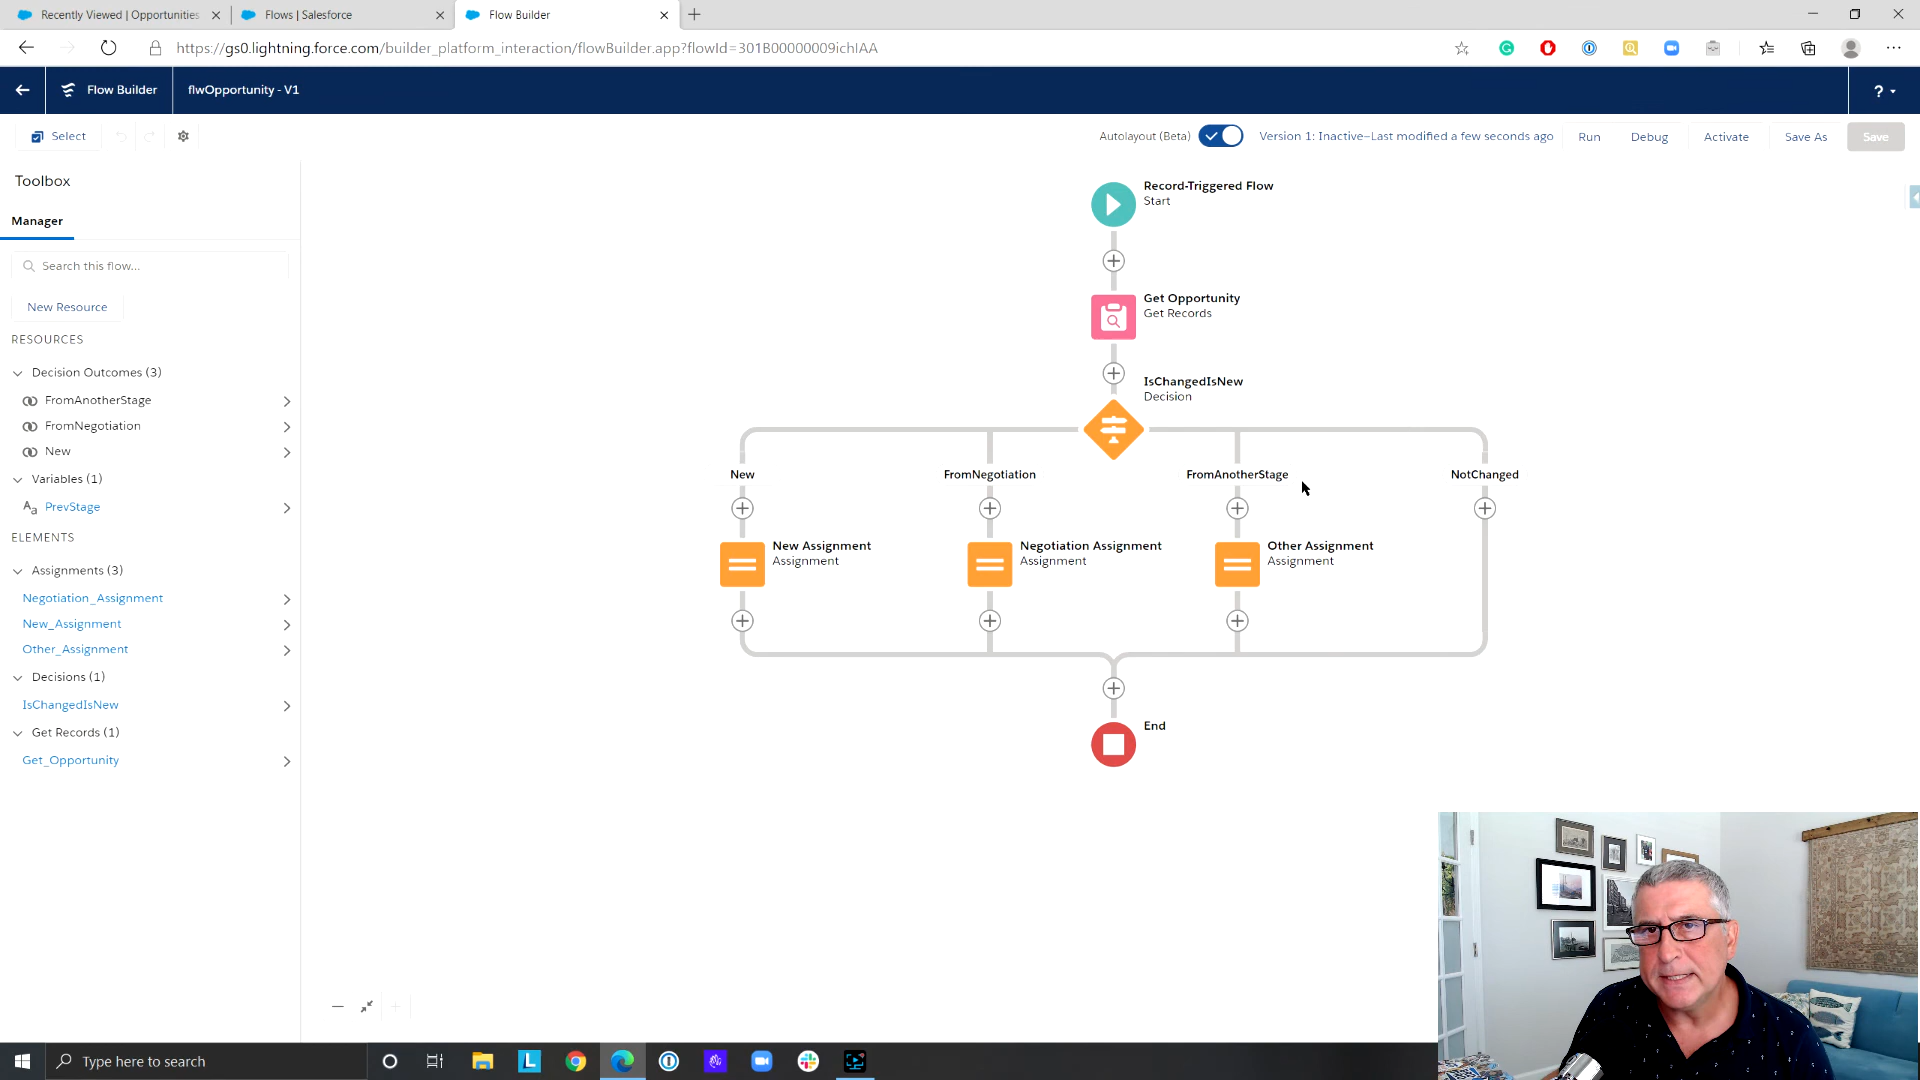 Recently Viewed | Opportunities
Flows | Salesforce
Flow Builder
https://gs0.lightning.force.com/builder_platform_interaction/flowBuilder.app?flowId=301B00000009ichIAA
Flow Builder
flwOpportunity - V1
?
Select
Autolayout (Beta)
Version 1: Inactive–Last modified a few seconds ago
Run
Debug
Activate
Save As
Save
Toolbox
Manager
Search this flow...
New Resource
RESOURCES
Decision Outcomes (3)
FromAnotherStage
FromNegotiation
New
Variables (1)
PrevStage
ELEMENTS
Assignments (3)
Negotiation_Assignment
New_Assignment
Other_Assignment
Decisions (1)
IsChangedIsNew
Get Records (1)
Get_Opportunity
Record-Triggered Flow
Start
Get Opportunity
Get Records
IsChangedIsNew
Decision
New
FromNegotiation
FromAnotherStage
NotChanged
New Assignment
Assignment
Negotiation Assignment
Assignment
Other Assignment
Assignment
End
Type here to search